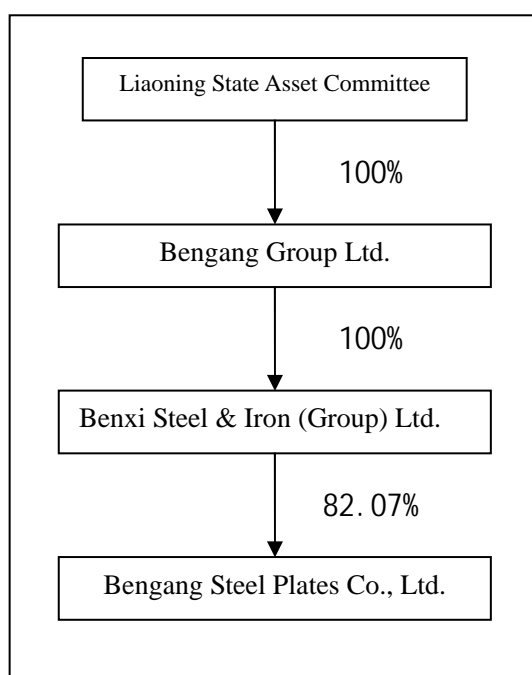 Liaoning State Asset Committee
100%
Bengang Group Ltd.
100%
Benxi Steel & Iron (Group) Ltd.
82.07%
Bengang Steel Plates Co., Ltd.